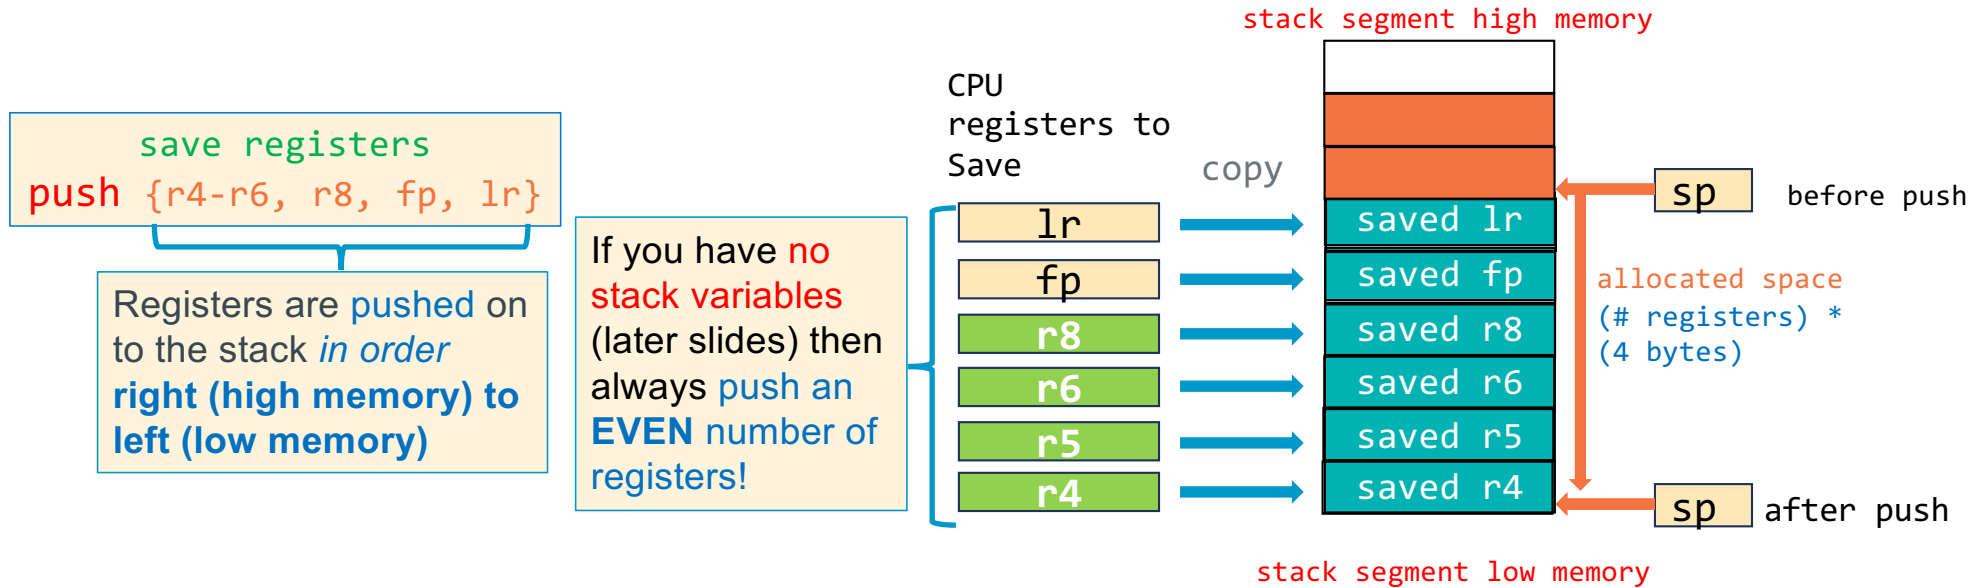 stack segment high memory
save registers
push {r4-r6, r8, fp, lr}
Registers are pushed on
to the stack in order
right (high memory) to
left (low memory)
If you have no
stack variables
(later slides) then
always push an
EVEN number of
registers!
CPU
registers to
Save
copy
lr
fp
r8
r6
r5
r4
saved lr
saved fp
saved r8
saved r6
saved r5
saved r4
sp
before push
allocated space
(# registers) *
(4 bytes)
sp
after push
stack segment low memory